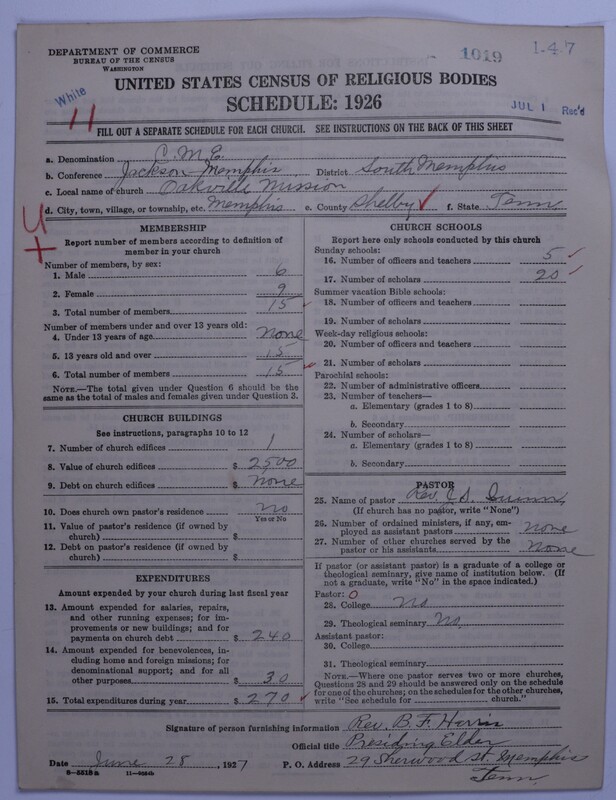 DEPARTMENT OF COMMERCE
BUREAU OF THE CENSUS
WASHINGTON
1019
1-4-7
UNITED STATES CENSUS OF RELIGIOUS BODIES
SCHEDULE: 1926
White
11
JUL 1 Rec'd
FILL OUT A SEPARATE SCHEDULE FOR EACH CHURCH. SEE INSTRUCTIONS ON THE BACK OF THIS SHEET
a. Denomination C.M.E.
b. Conference Jackson-Memphis District South Memphis
c. Local name of church Oakville Mission
d. City, town, village, or township, etc. Memphis e. County Shelby f. State Tenn
MEMBERSHIP
Report number of members according to definition of
member in your church
Number of members, by sex:
1. Male 6
2. Female 9
3. Total number of members 15
Number of members under and over 13 years old:
4. Under 13 years of age None
5. 13 years old and over 15
6. Total number of members 15
NOTE.—The total given under Question 6 should be the
same as the total of males and females given under Question 3.
CHURCH BUILDINGS
See instructions, paragraphs 10 to 12
7. Number of church edifices 1
8. Value of church edifices $ 2500
9. Debt on church edifices $ None
10. Does church own pastor's residence? No
Yes or No
11. Value of pastor's residence (if owned by
church) $
12. Debt on pastor's residence (if owned by
church) $
EXPENDITURES
Amount expended by your church during last fiscal year
13. Amount expended for salaries, repairs,
and other running expenses; for im-
provements or new buildings; and for
payments on church debt $ 240
14. Amount expended for benevolences, in-
cluding home and foreign missions; for
denominational support; and for all
other purposes $ 30
15. Total expenditures during year $ 270
CHURCH SCHOOLS
Report here only schools conducted by this church
Sunday schools:
16. Number of officers and teachers 5
17. Number of scholars 20
Summer vacation Bible schools:
18. Number of officers and teachers
19. Number of scholars
Week-day religious schools:
20. Number of officers and teachers
21. Number of scholars
Parochial schools:
22. Number of administrative officers
23. Number of teachers—
a. Elementary (grades 1 to 8)
b. Secondary
24. Number of scholars—
a. Elementary (grades 1 to 8)
b. Secondary
PASTOR
25. Name of pastor Rev.
(If church has no pastor, write "None")
26. Number of ordained ministers, if any, em-
ployed as assistant pastors None
27. Number of other churches served by the
pastor or his assistants None
If pastor (or assistant pastor) is a graduate of a college or
theological seminary, give name of institution below. (If
not a graduate, write "No" in the space indicated.)
Pastor: 0
28. College No
29. Theological seminary No
Assistant pastor:
30. College
31. Theological seminary
NOTE.—Where one pastor serves two or more churches,
Questions 28 and 29 should be answered only on the schedule
for one of the churches; on the schedules for the other churches,
write "See schedule for church."
Signature of person furnishing information Rev. B. F. Harris
Official title Presiding Elder
Date June 28, 1927 P. O. Address 29 Sherwood St. Memphis
Tenn.